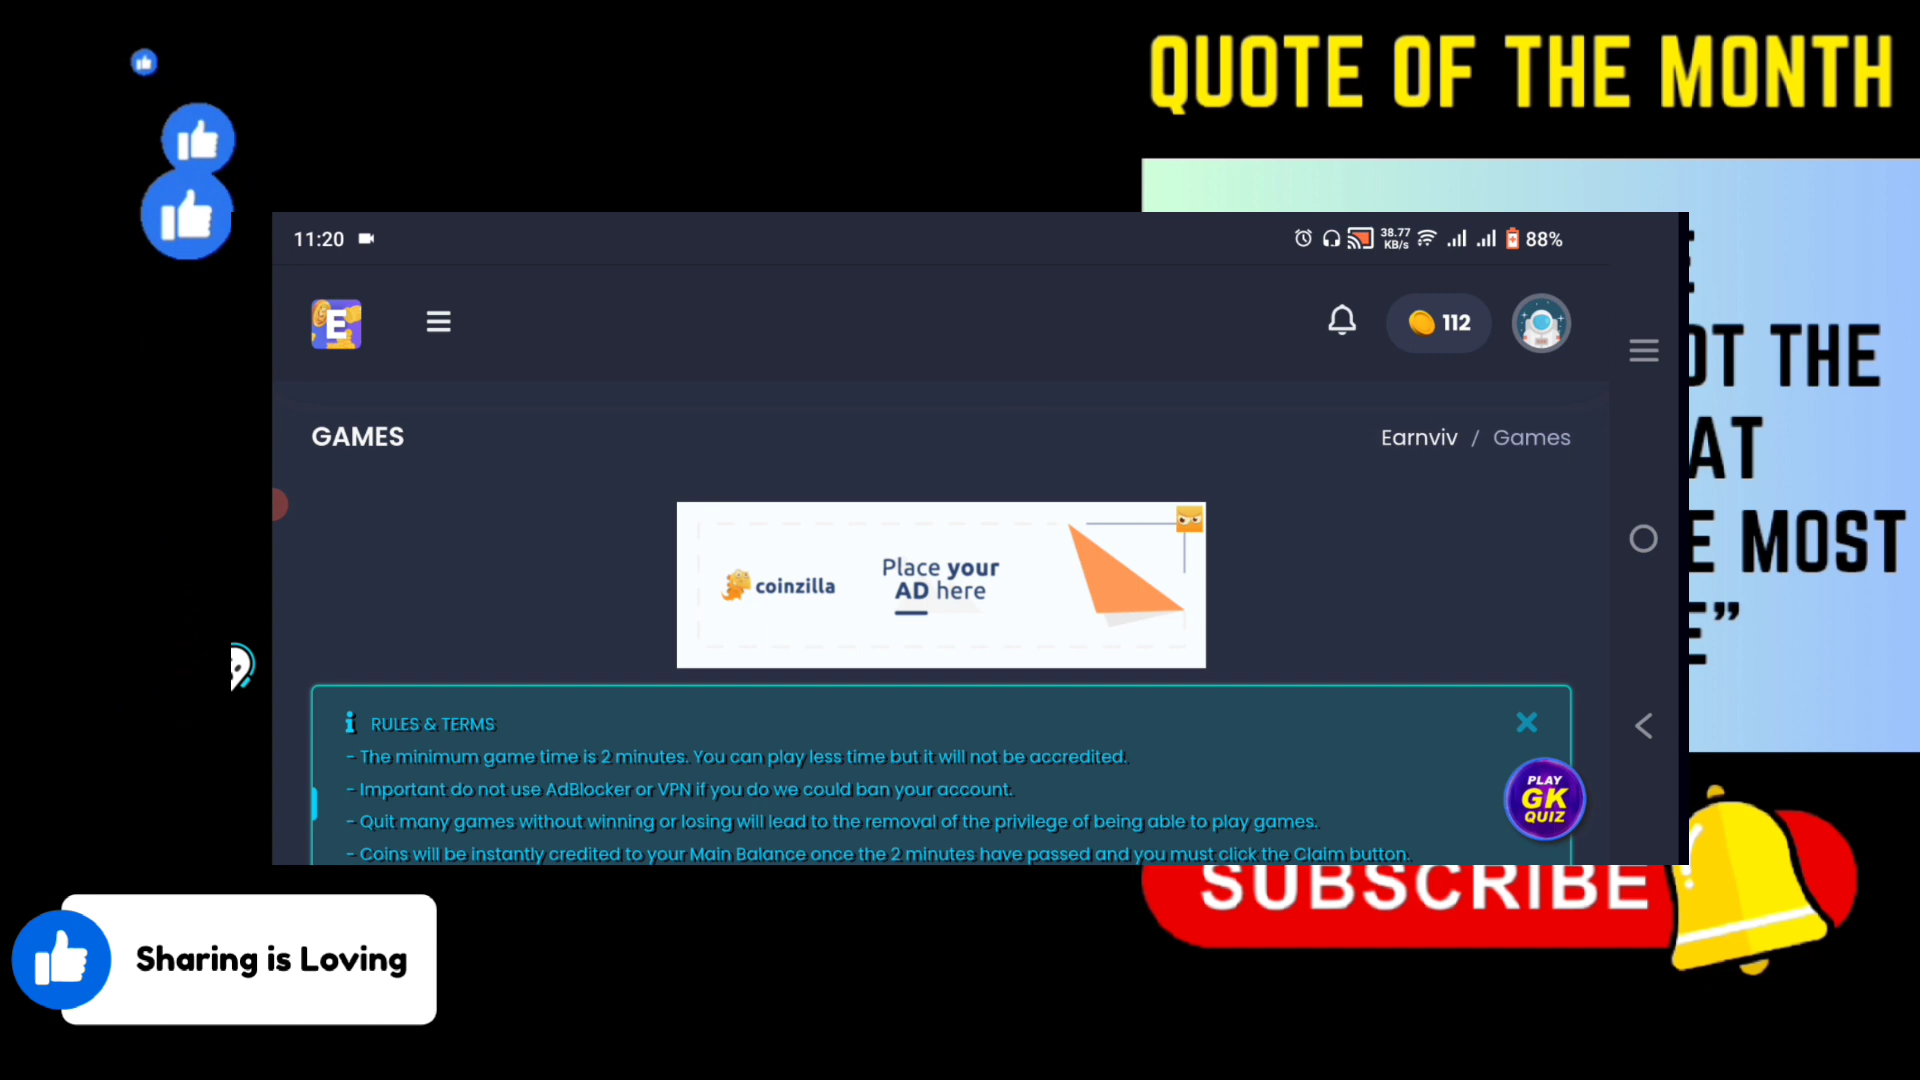 QUOTE OF THE MONTH
11:20
38.77
KB/s
88%
E
112
OT THE
AT
GAMES
Earnviv / Games
E MOST
coinzilla
Place your
AD here
E”
RULES & TERMS
- The minimum game time is 2 minutes. You can play less time but it will not be accredited.
- Important do not use AdBlocker or VPN if you do we could ban your account.
- Quit many games without winning or losing will lead to the removal of the privilege of being able to play games.
- Coins will be instantly credited to your Main Balance once the 2 minutes have passed and you must click the Claim button.
PLAY
GK
QUIZ
SUBSCRIBE
Sharing is Loving